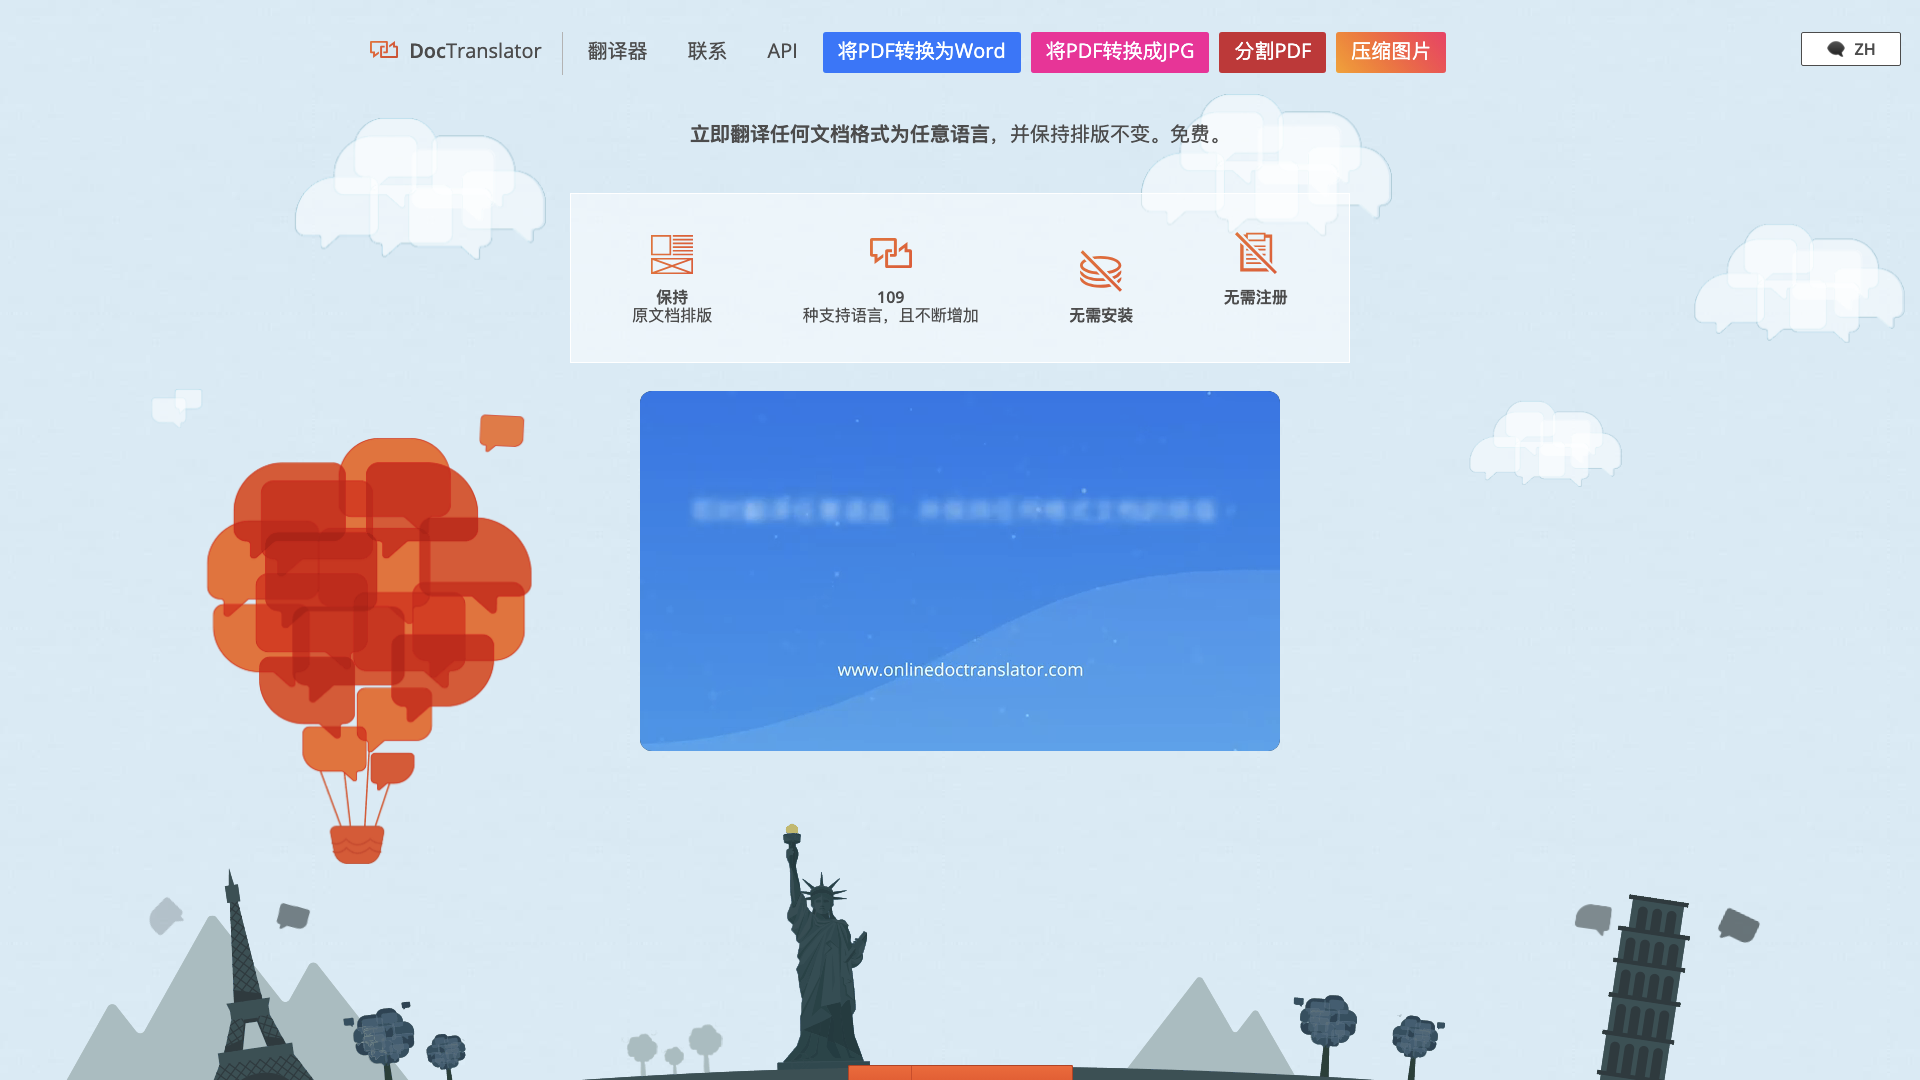 DocTranslator
翻译器
联系
API
将PDF转换为Word
将PDF转换成JPG
分割PDF
压缩图片
ZH
立即翻译任何文档格式为任意语言，并保持排版不变。免费。
保持
原文档排版
109
种支持语言，且不断增加
无需安装
无需注册
www.onlinedoctranslator.com